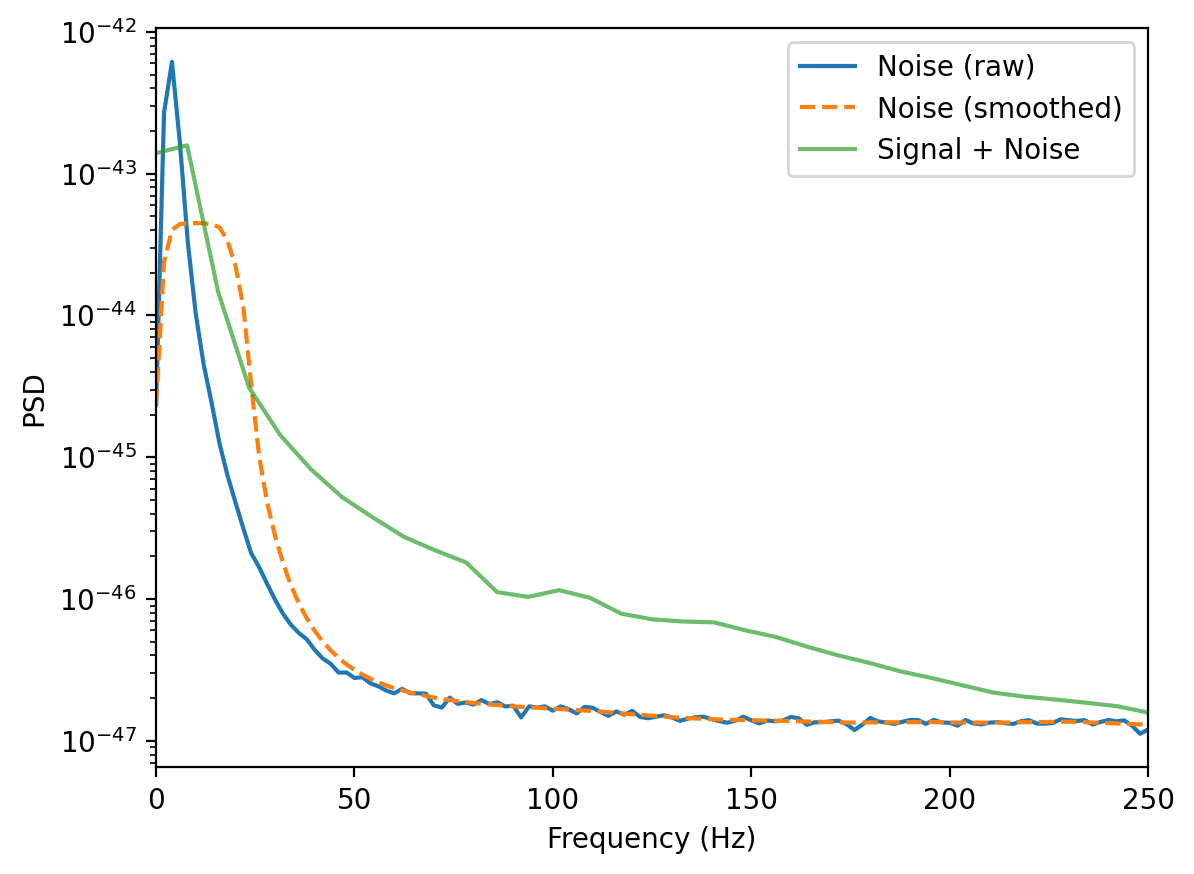 10⁻⁴²
10⁻⁴³
10⁻⁴⁴
10⁻⁴⁵
10⁻⁴⁶
10⁻⁴⁷
PSD
Noise (raw)
Noise (smoothed)
Signal + Noise
0 50 100 150 200 250
Frequency (Hz)